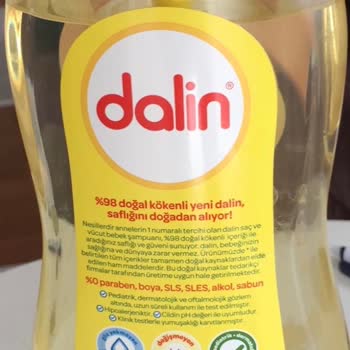 dalin®
%98 doğal kökenli yeni dalin,
saflığını doğadan alıyor!
Nesillerdir annelerin 1 numaralı tercihi olan dalin saç ve
vücut bebek şampuanı, %98 doğal kökenli içeriği ile
aradığınız saflığı ve güveni sunuyor. dalin, bebeğinizin
sağlığına ve dünyaya zarar vermez. Ürünümüzde * ile
belirtilen tüm içerikler tamamen doğal kaynaklardan elde
edilen ham maddelerdir. Bu doğal kaynaklar tedarikçi
firmalar tarafından üretime uygun hale getirilmektedir.
%0 paraben, boya, SLS, SLES, alkol, sabun
Pediatrik, dermatolojik ve oftalmolojik gözlem
altında, uzun süreli kullanım ile test edilmiştir.
Hipoalerjeniktir. Cildin pH değeri ile uyumludur.
Klinik testlerle yumuşaklığı kanıtlanmıştır.
göz yakmayan
değişmeyen